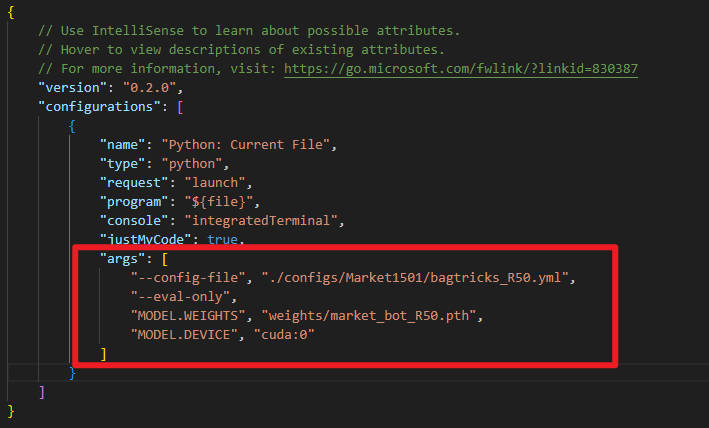 {
// Use IntelliSense to learn about possible attributes.
// Hover to view descriptions of existing attributes.
// For more information, visit: https://go.microsoft.com/fwlink/?linkid=830387
"version": "0.2.0",
"configurations": [
{
"name": "Python: Current File",
"type": "python",
"request": "launch",
"program": "${file}",
"console": "integratedTerminal",
"justMyCode": true,
"args": [
"--config-file", "./configs/Market1501/bagtricks_R50.yml",
"--eval-only",
"MODEL.WEIGHTS", "weights/market_bot_R50.pth",
"MODEL.DEVICE", "cuda:0"
]
}
]
}